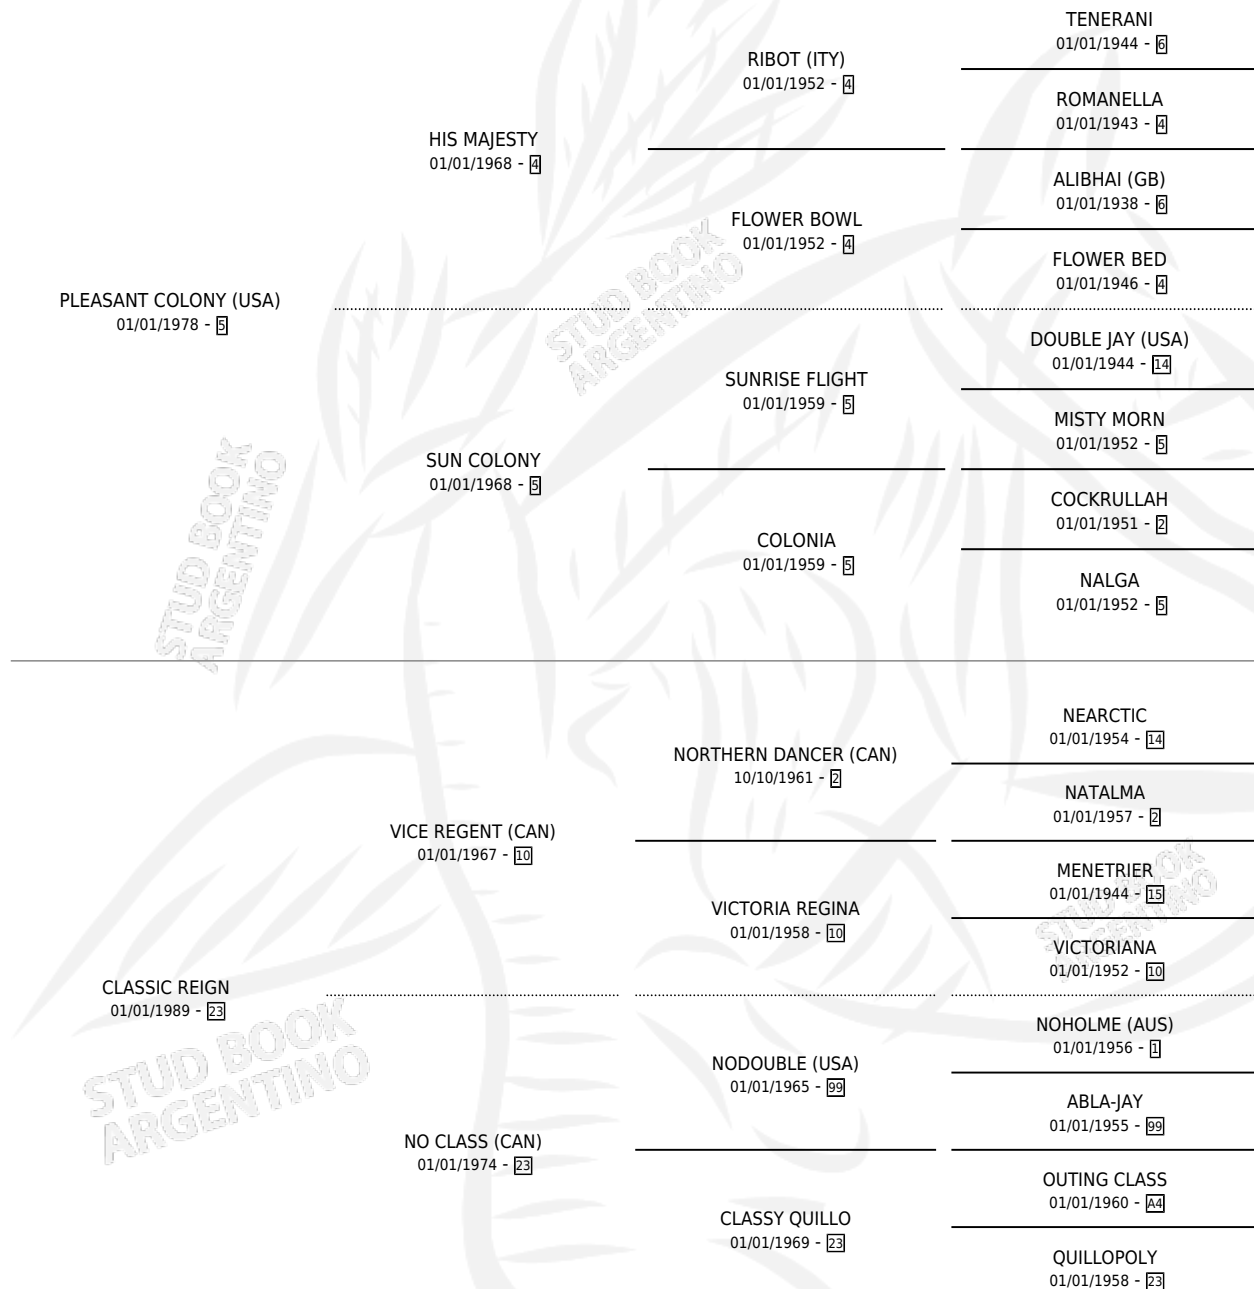 TENERANI
01/01/1944 - 6
RIBOT (ITY)
01/01/1952 - 4
ROMANELLA
01/01/1943 - 4
HIS MAJESTY
01/01/1968 - 4
ALIBHAI (GB)
01/01/1938 - 6
FLOWER BOWL
01/01/1952 - 4
FLOWER BED
01/01/1946 - 4
PLEASANT COLONY (USA)
01/01/1978 - 5
DOUBLE JAY (USA)
01/01/1944 - 14
SUNRISE FLIGHT
01/01/1959 - 5
MISTY MORN
01/01/1952 - 5
SUN COLONY
01/01/1968 - 5
COCKRULLAH
01/01/1951 - 2
COLONIA
01/01/1959 - 5
NALGA
01/01/1952 - 5
STUD BOOK
ARGENTINO
STUD BOOK
ARGENTINO
NEARCTIC
01/01/1954 - 14
NORTHERN DANCER (CAN)
10/10/1961 - 2
NATALMA
01/01/1957 - 2
VICE REGENT (CAN)
01/01/1967 - 10
MENETRIER
01/01/1944 - 15
VICTORIA REGINA
01/01/1958 - 10
VICTORIANA
01/01/1952 - 10
STUD BOOK
ARGENTINO
CLASSIC REIGN
01/01/1989 - 23
NOHOLME (AUS)
01/01/1956 - 1
NODOUBLE (USA)
01/01/1965 - 99
ABLA-JAY
01/01/1955 - 99
NO CLASS (CAN)
01/01/1974 - 23
OUTING CLASS
01/01/1960 - A4
CLASSY QUILLO
01/01/1969 - 23
QUILLOPOLY
01/01/1958 - 23
STUD BOOK
ARGENTINO